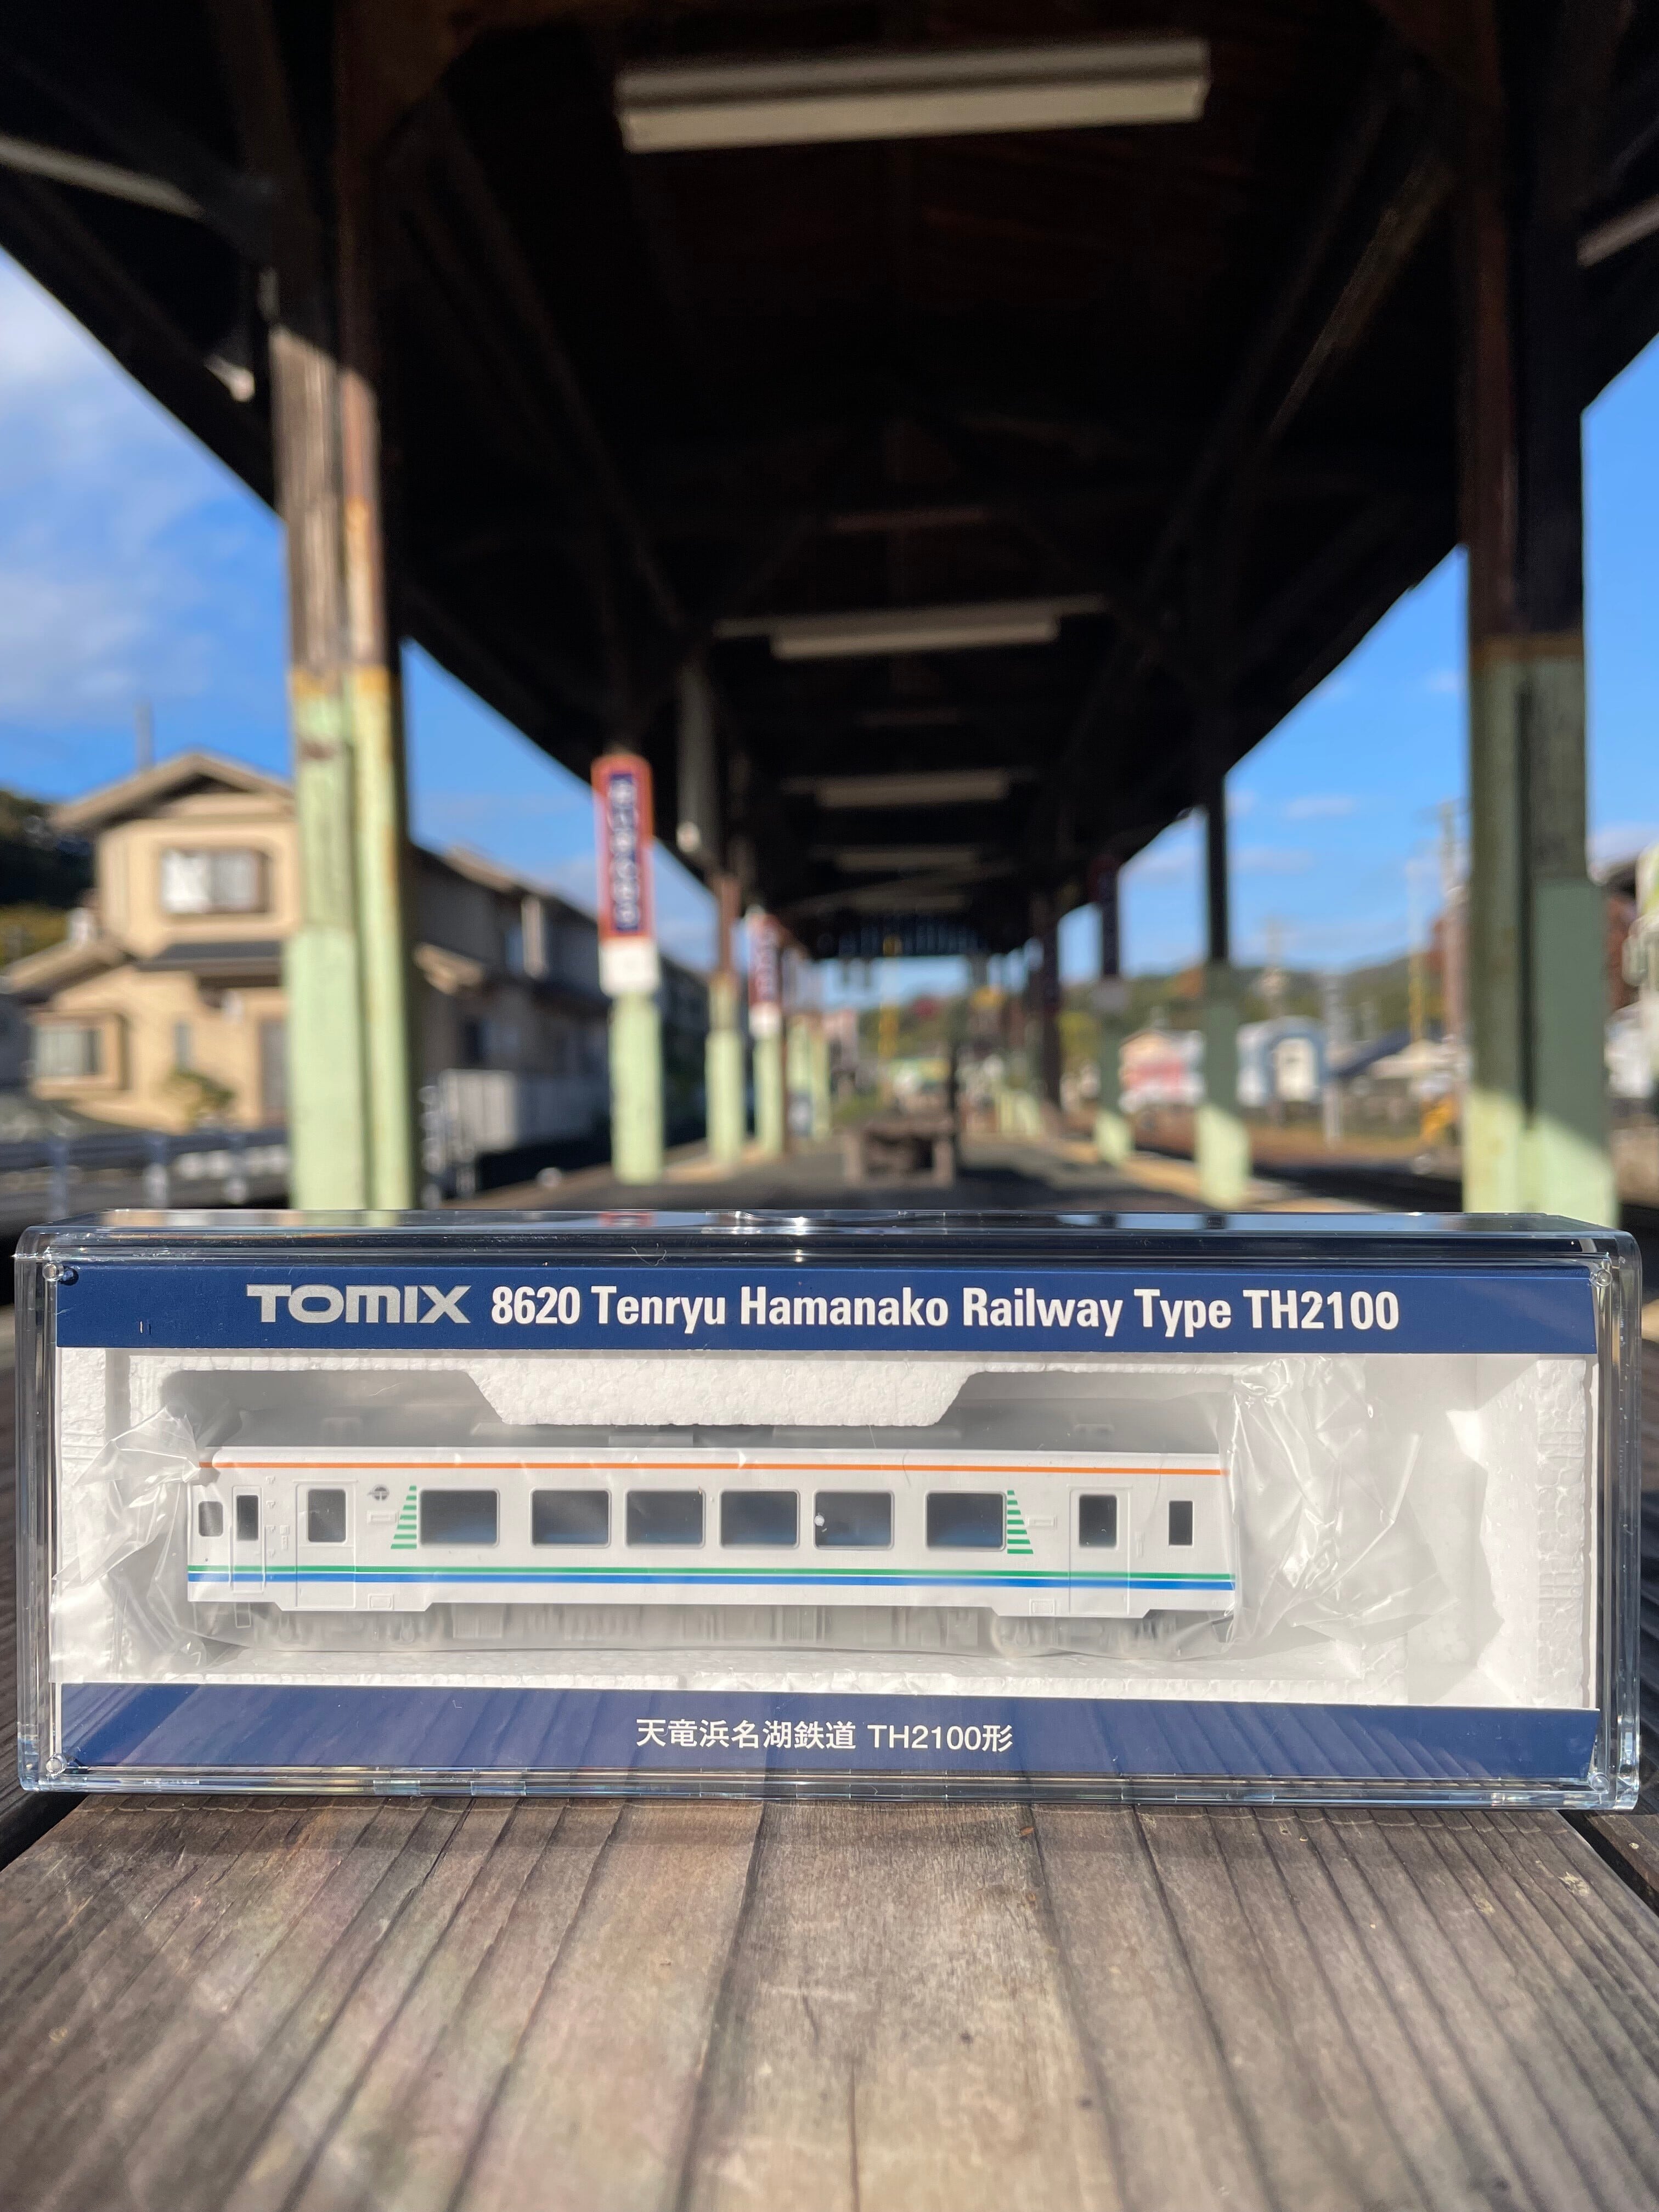 TOMIX 8620 Tenryu Hamanako Railway Type TH2100
天竜浜名湖鉄道 TH2100形